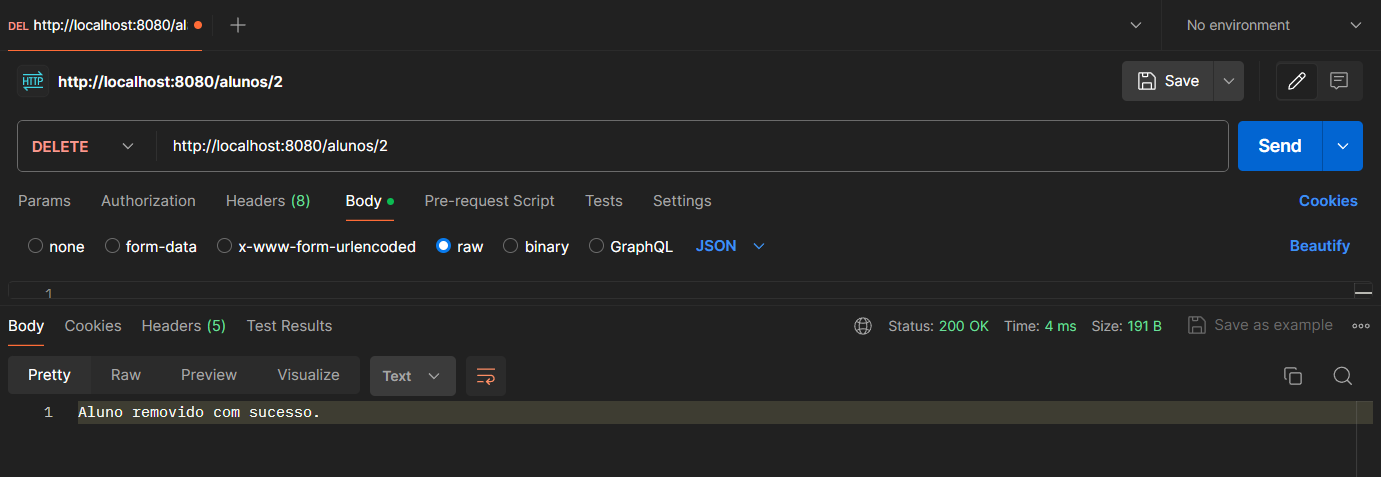 DEL http://localhost:8080/al
No environment
HTTP http://localhost:8080/alunos/2
Save
DELETE http://localhost:8080/alunos/2
Send
Params Authorization Headers (8) Body Pre-request Script Tests Settings Cookies
none form-data x-www-form-urlencoded raw binary GraphQL JSON Beautify
1
Body Cookies Headers (5) Test Results Status: 200 OK Time: 4 ms Size: 191 B Save as example
Pretty Raw Preview Visualize Text
1 Aluno removido com sucesso.